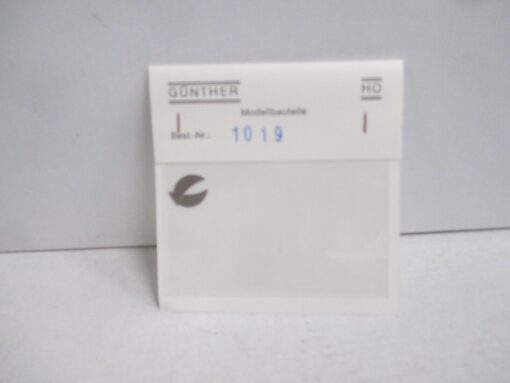 GÜNTHER HO
Modellbauteile
Best.-Nr.: 1019